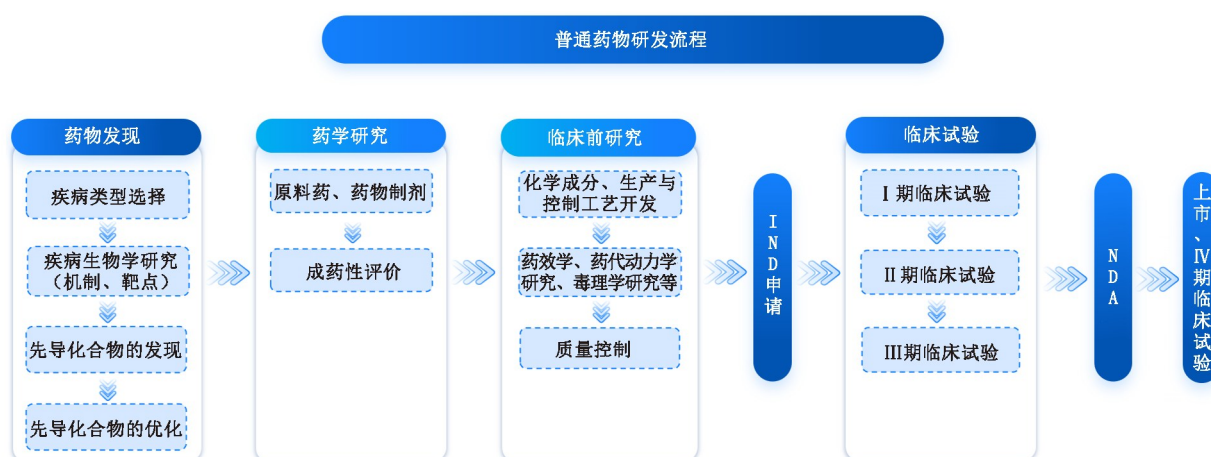 普通药物研发流程
药物发现
疾病类型选择
疾病生物学研究
（机制、靶点）
先导化合物的发现
先导化合物的优化
药学研究
原料药、药物制剂
成药性评价
临床前研究
化学成分、生产与
控制工艺开发
药效学、药代动力学
研究、毒理学研究等
质量控制
IND申请
临床试验
Ⅰ期临床试验
Ⅱ期临床试验
Ⅲ期临床试验
NDA
上市、Ⅳ期临床试验